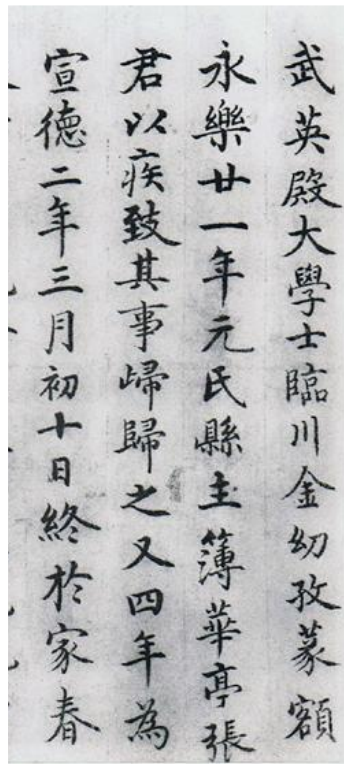 武英殿大學士臨川金幼孜篆額
永樂廿一年元氏縣主簿華亭張
君以疾致其事歸歸之又四年為
宣德二年三月初十日終於家春